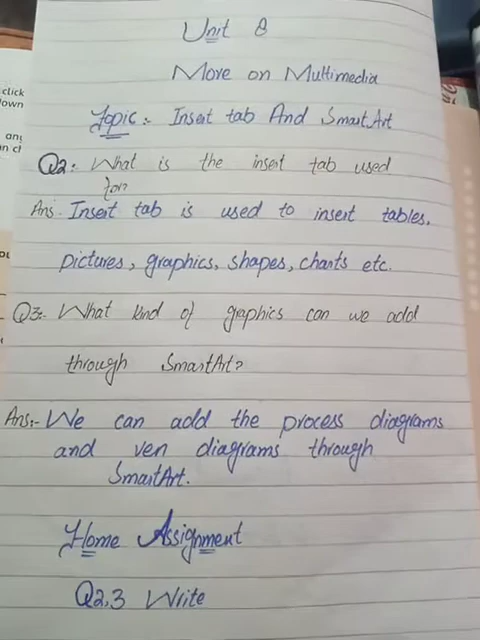 Unit 8
More on Multimedia
Topic:- Insert tab And SmartArt
Q2:- What is the insert tab used
for?
Ans:- Insert tab is used to insert tables,
pictures, graphics, shapes, charts etc.
Q3:- What kind of graphics can we add
through SmartArt?
Ans:- We can add the process diagrams
and ven diagrams through
SmartArt.
Home Assignment
Q2,3 Write
click
own